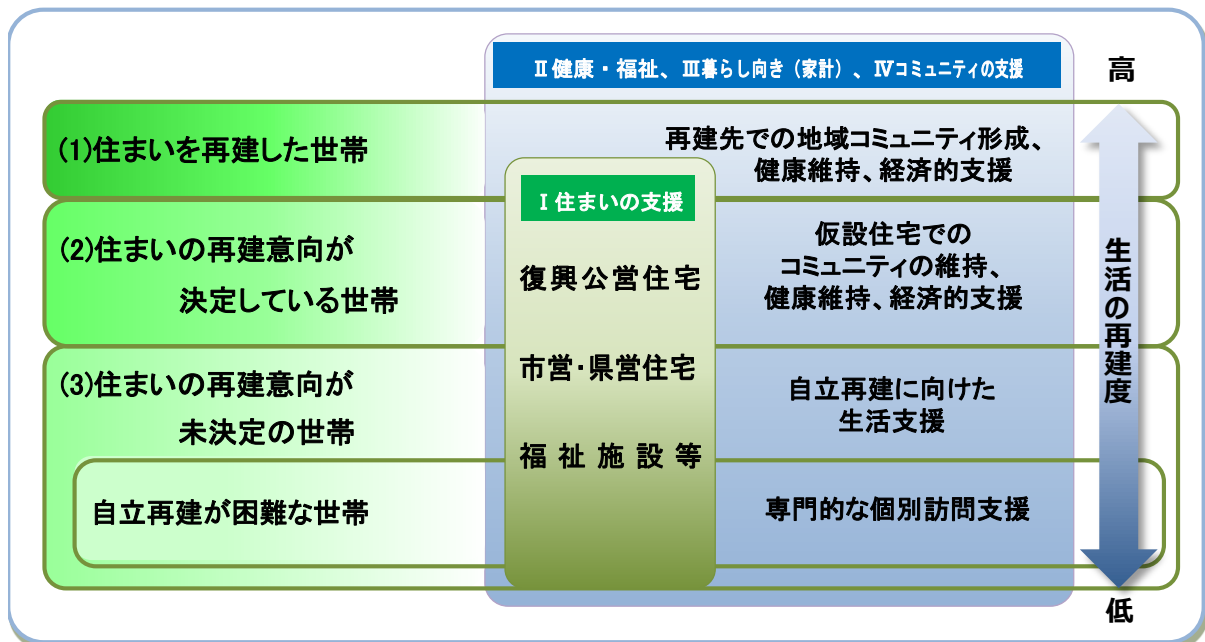 Ⅱ健康・福祉、Ⅲ暮らし向き（家計）、Ⅳコミュニティの支援
高
(1)住まいを再建した世帯
再建先での地域コミュニティ形成、
健康維持、経済的支援
Ⅰ住まいの支援
(2)住まいの再建意向が
決定している世帯
復興公営住宅
仮設住宅での
コミュニティの維持、
健康維持、経済的支援
生活の再建度
市営・県営住宅
(3)住まいの再建意向が
未決定の世帯
自立再建に向けた
生活支援
福祉施設等
自立再建が困難な世帯
専門的な個別訪問支援
低